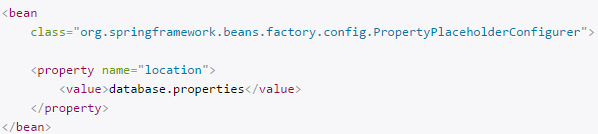 <bean
class="org.springframework.beans.factory.config.PropertyPlaceholderConfigurer">
<property name="location">
<value>database.properties</value>
</property>
</bean>